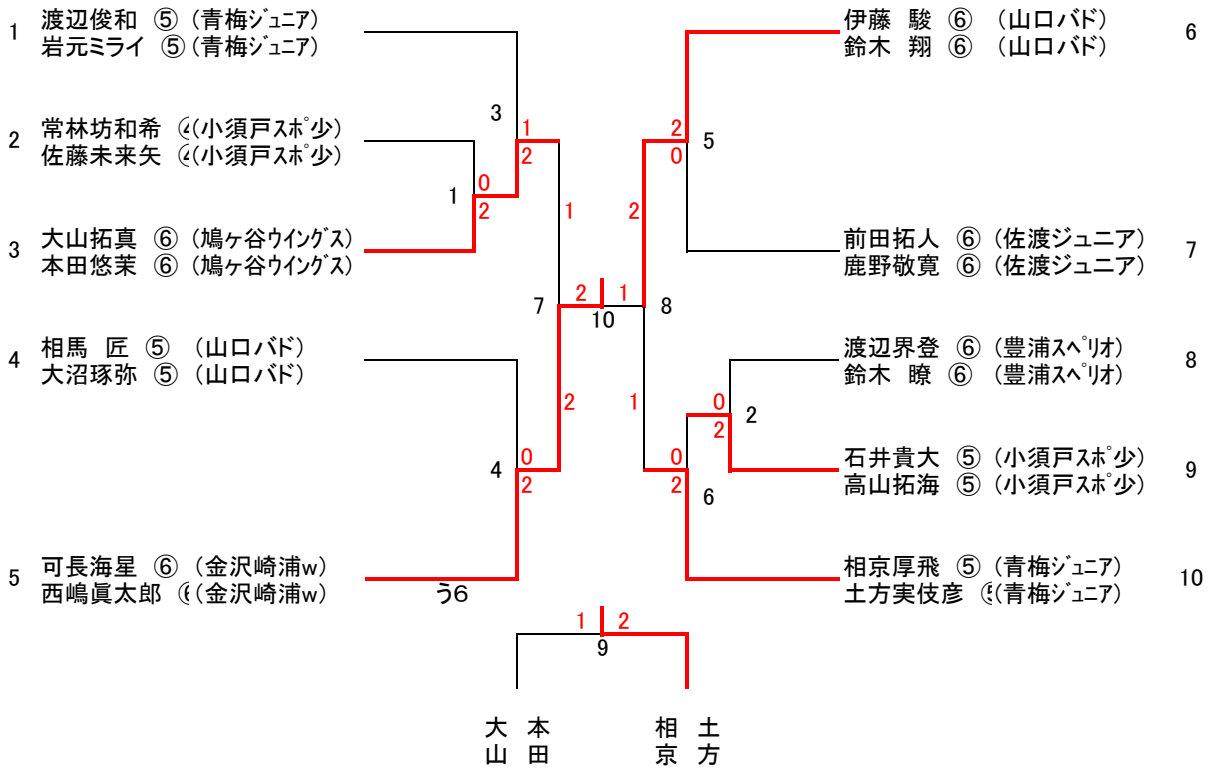 1 渡辺俊和 ⑤ (青梅ｼﾞｭﾆｱ)
岩元ミライ ⑤ (青梅ｼﾞｭﾆｱ)
2 常林坊和希 (小須戸ｽﾎﾟ少)
佐藤未来矢 (小須戸ｽﾎﾟ少)
3 大山拓真 ⑥ (鳩ヶ谷ｳｲﾝｸﾞｽ)
本田悠茉 ⑥ (鳩ヶ谷ｳｲﾝｸﾞｽ)
4 相馬 匠 ⑤ (山口バド)
大沼琢弥 ⑤ (山口バド)
5 可長海星 ⑥ (金沢崎浦w)
西嶋眞太郎 (金沢崎浦w)
う6
3
1
2
1
0
2
1
7
2
4
0
2
2
1
10
伊藤 駿 ⑥ (山口バド)
鈴木 翔 ⑥ (山口バド) 6
前田拓人 ⑥ (佐渡ジュニア)
鹿野敬寛 ⑥ (佐渡ジュニア) 7
渡辺界登 ⑥ (豊浦ｽﾍﾟﾘｵ)
鈴木 瞭 ⑥ (豊浦ｽﾍﾟﾘｵ) 8
石井貴大 ⑤ (小須戸ｽﾎﾟ少)
高山拓海 ⑤ (小須戸ｽﾎﾟ少) 9
相京厚飛 ⑤ (青梅ジュニア)
土方実伎彦 (青梅ジュニア) 10
2
0
5
2
8
1
0
2
2
0
2
6
1 2
9
大山 本田
相京 土方